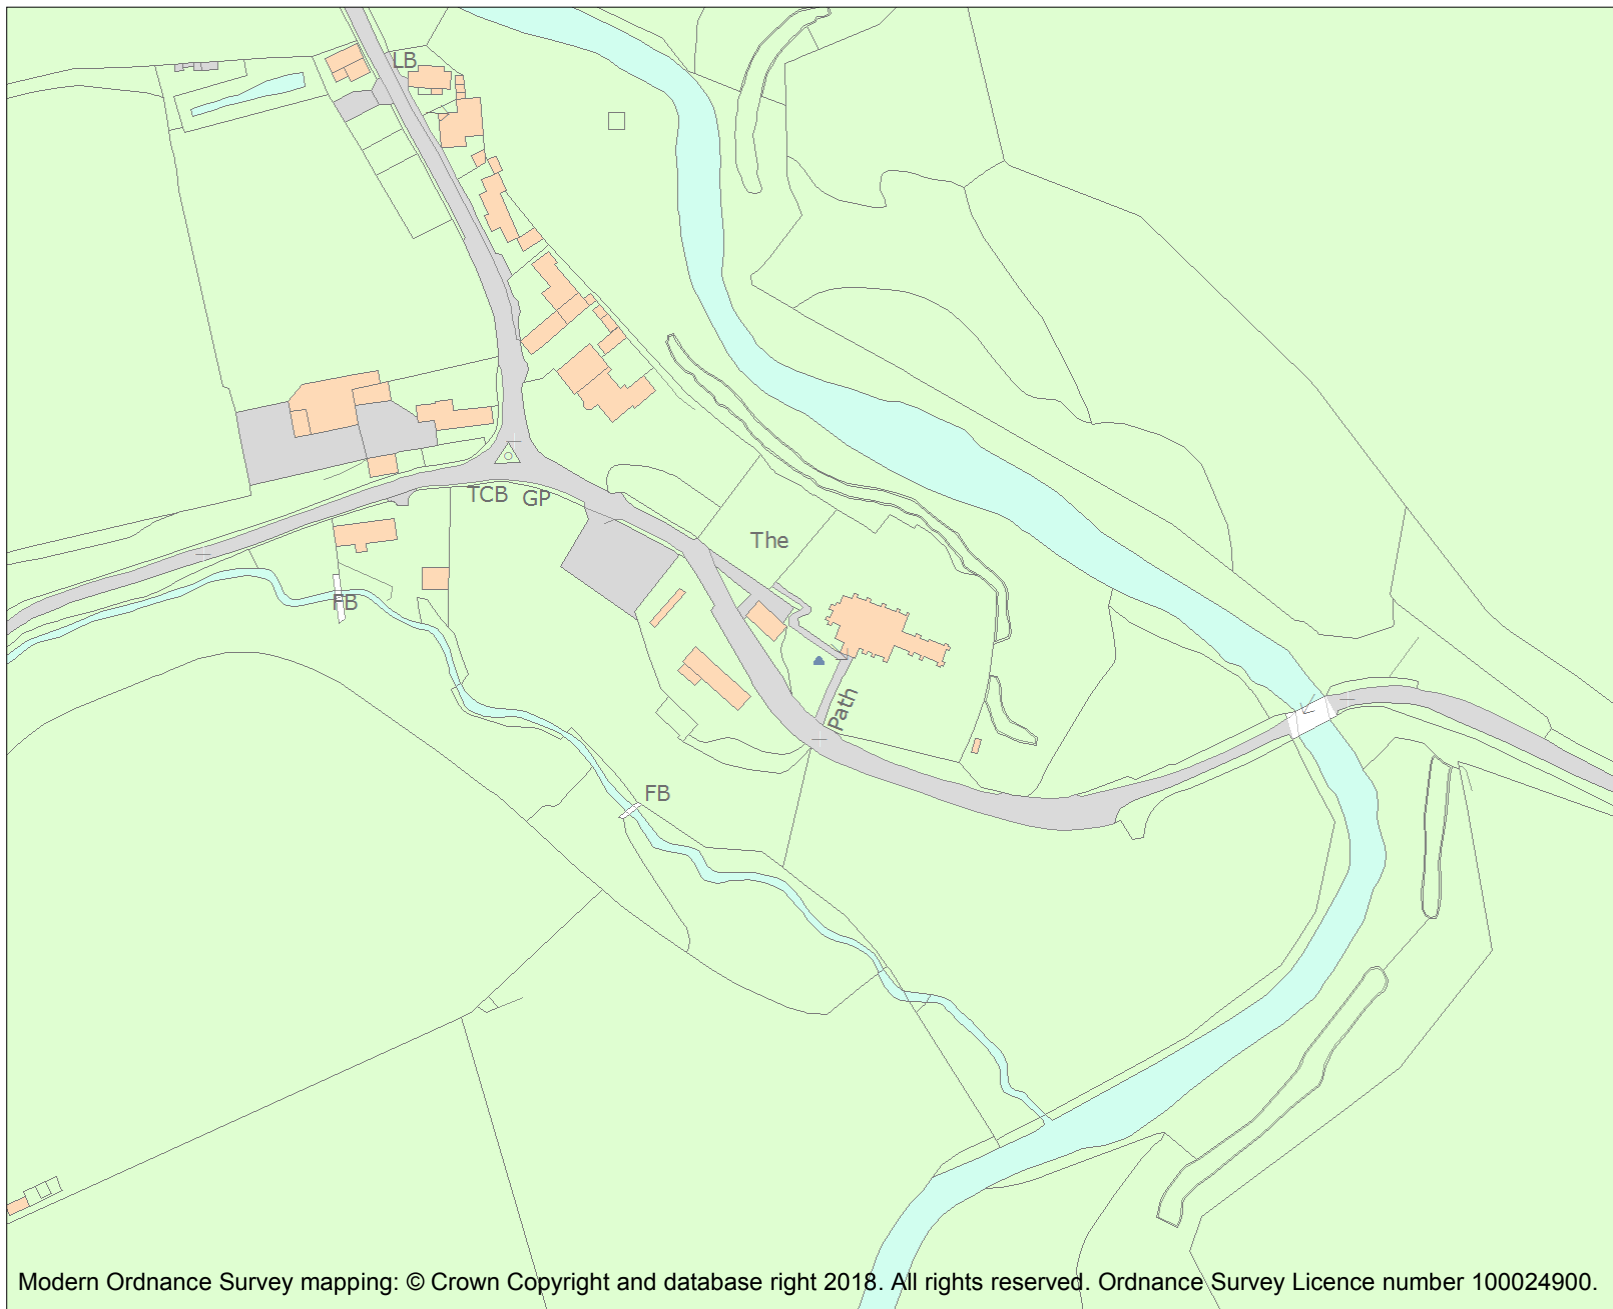 LB
TCB GP
The
FB
Path
FB
Modern Ordnance Survey mapping: © Crown Copyright and database right 2018. All rights reserved. Ordnance Survey Licence number 100024900.